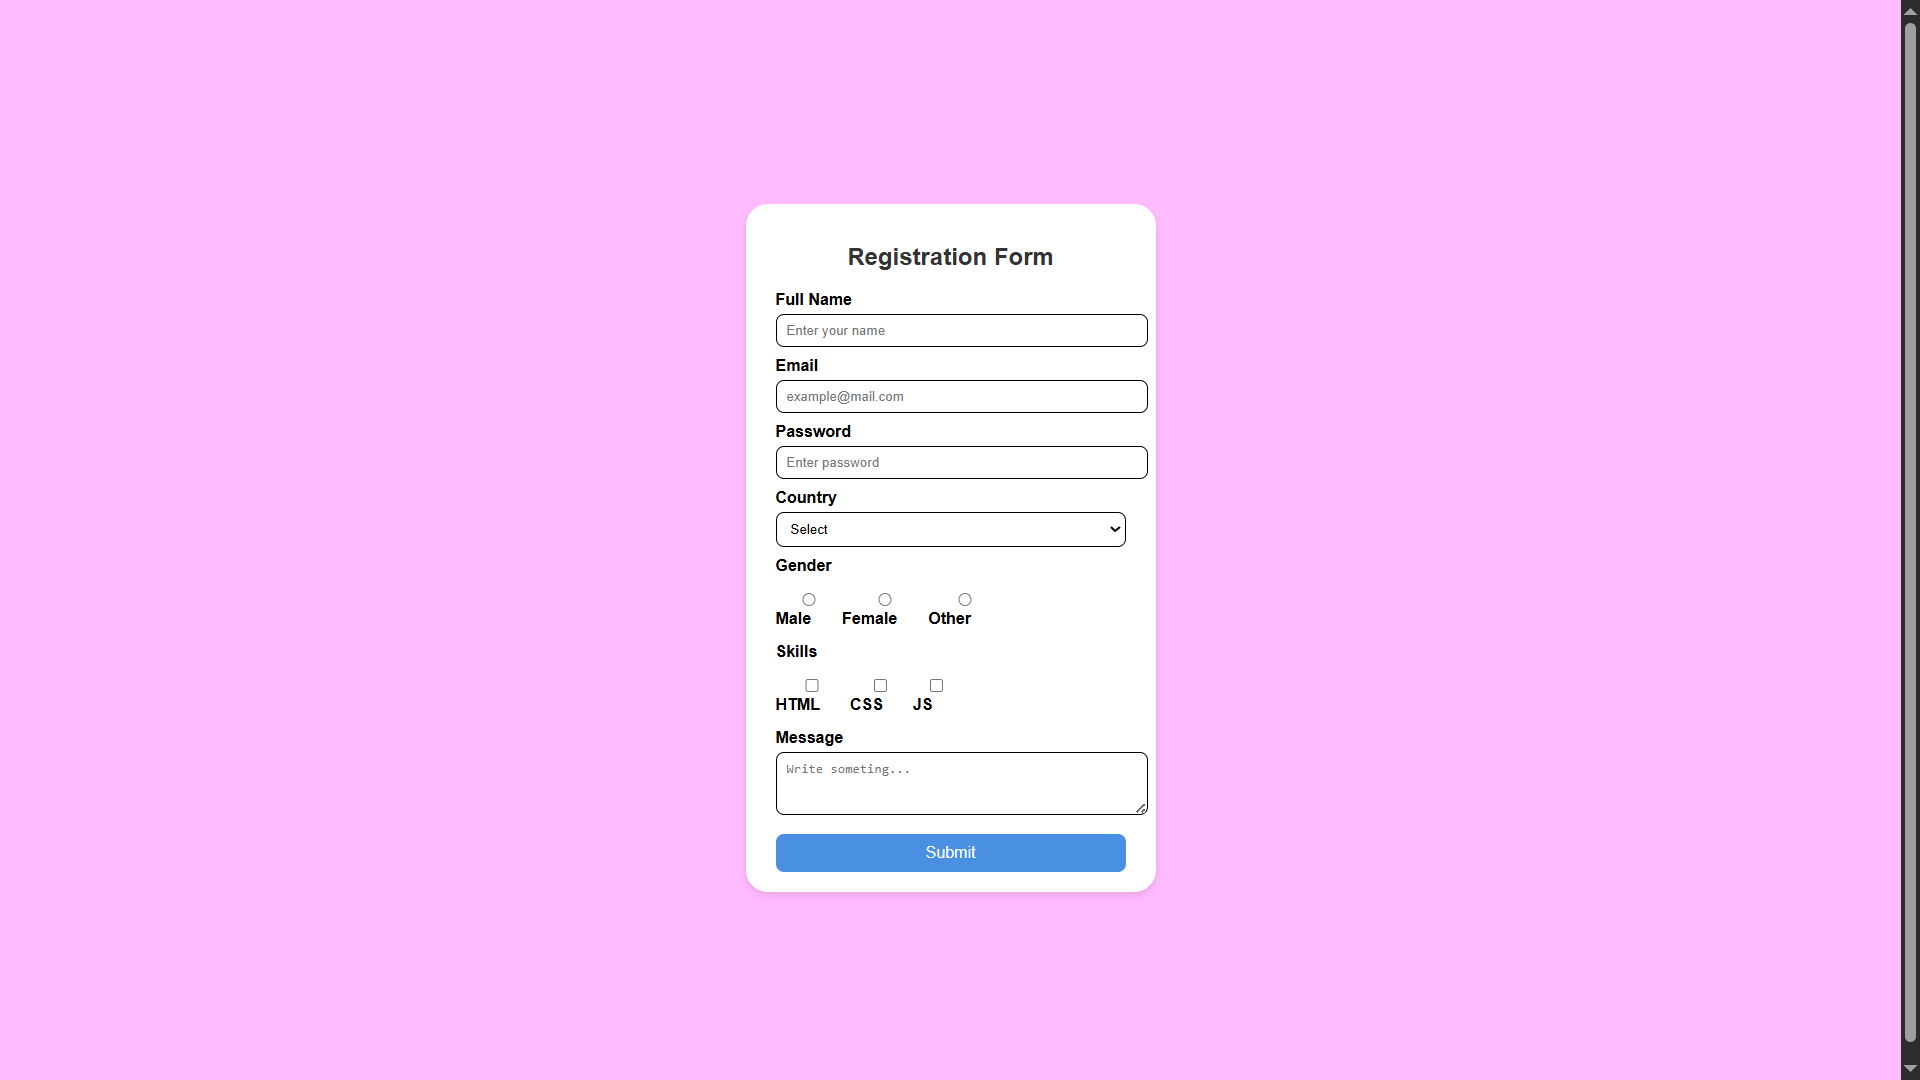 Registration Form
Full Name
Enter your name
Email
example@mail.com
Password
Enter password
Country
Select
Gender
Male Female Other
Skills
HTML CSS JS
Message
Write someting...
Submit